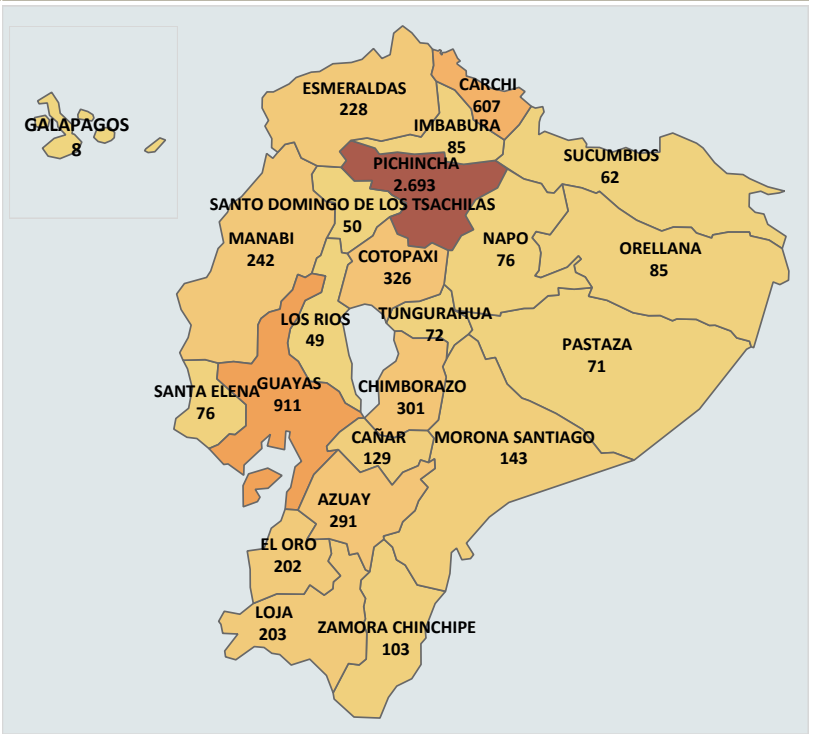 ESMERALDAS
228
CARCHI
607
GALAPAGOS
8
IMBABURA
85
PICHINCHA
2.693
SUCUMBIOS
62
SANTO DOMINGO DE LOS TSACHILAS
50
MANABI
242
COTOPAXI
326
NAPO
76
ORELLANA
85
LOS RIOS
49
TUNGURAHUA
72
PASTAZA
71
SANTA ELENA
76
GUAYAS
911
CHIMBORAZO
301
CAÑAR
129
MORONA SANTIAGO
143
AZUAY
291
EL ORO
202
LOJA
203
ZAMORA CHINCHIPE
103